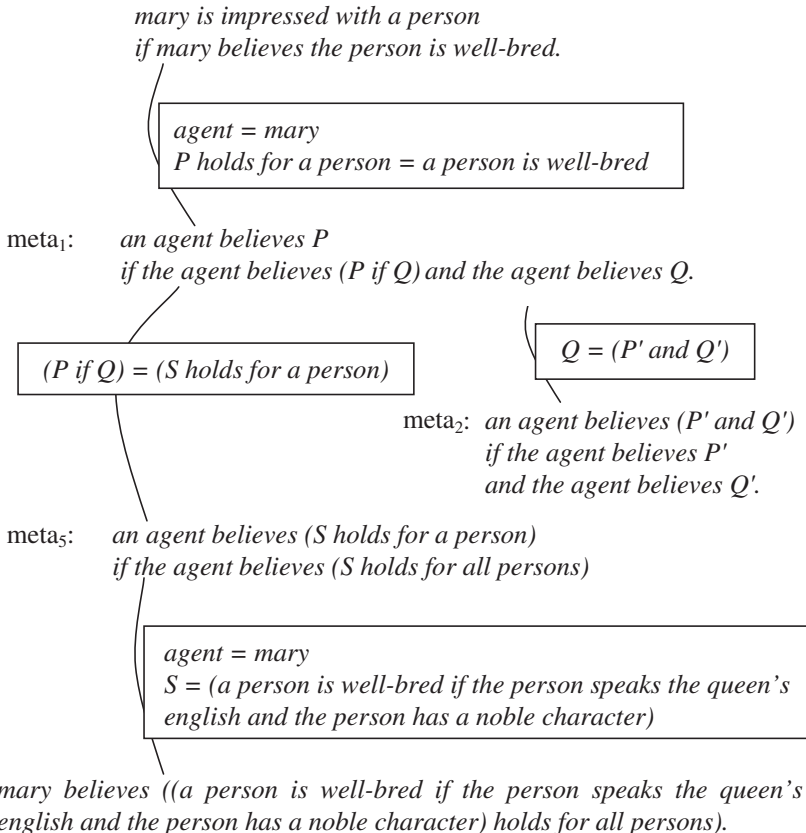 mary is impressed with a person
if mary believes the person is well-bred.
agent = mary
P holds for a person = a person is well-bred
meta₁: an agent believes P
if the agent believes (P if Q) and the agent believes Q.
(P if Q) = (S holds for a person)
Q = (P' and Q')
meta₂: an agent believes (P' and Q')
if the agent believes P'
and the agent believes Q'.
meta₅: an agent believes (S holds for a person)
if the agent believes (S holds for all persons)
agent = mary
S = (a person is well-bred if the person speaks the queen's
english and the person has a noble character)
mary believes ((a person is well-bred if the person speaks the queen's
english and the person has a noble character) holds for all persons).